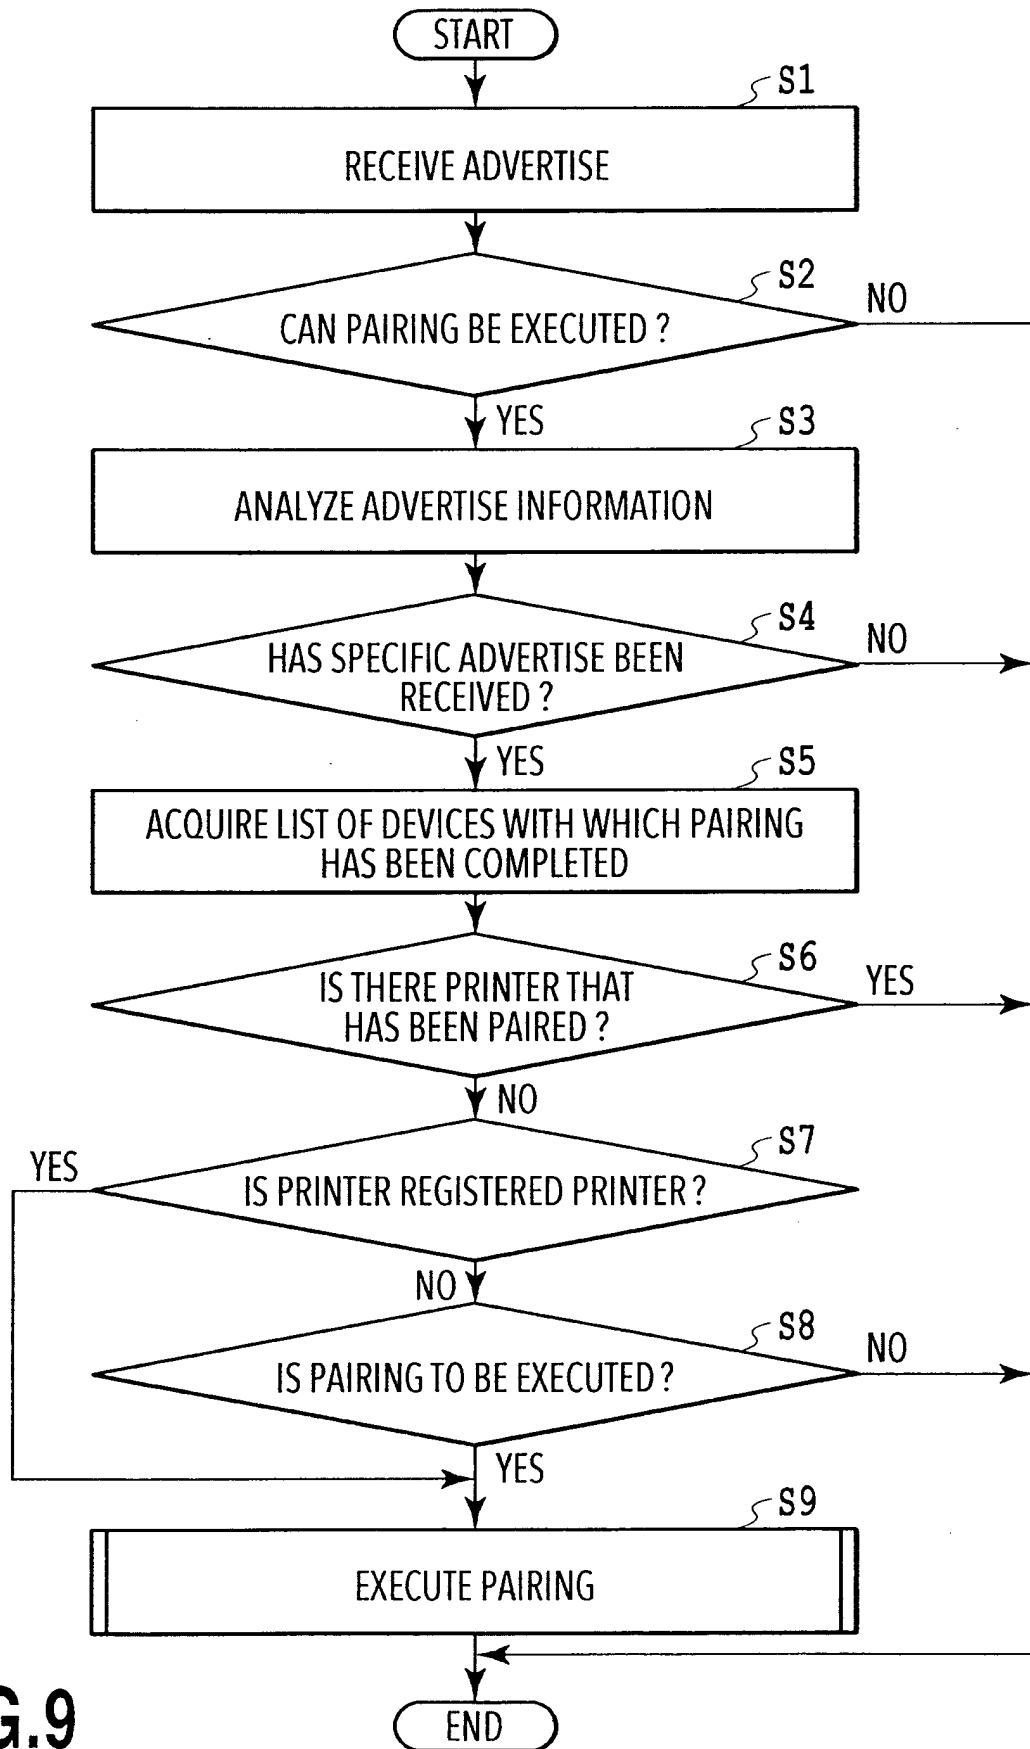 START
S1
RECEIVE ADVERTISE
S2
CAN PAIRING BE EXECUTED ?
NO
YES
S3
ANALYZE ADVERTISE INFORMATION
S4
HAS SPECIFIC ADVERTISE BEEN
RECEIVED ?
NO
YES
S5
ACQUIRE LIST OF DEVICES WITH WHICH PAIRING
HAS BEEN COMPLETED
S6
IS THERE PRINTER THAT
HAS BEEN PAIRED ?
YES
NO
S7
YES
IS PRINTER REGISTERED PRINTER ?
NO
S8
IS PAIRING TO BE EXECUTED ?
NO
YES
S9
EXECUTE PAIRING
END
G.9